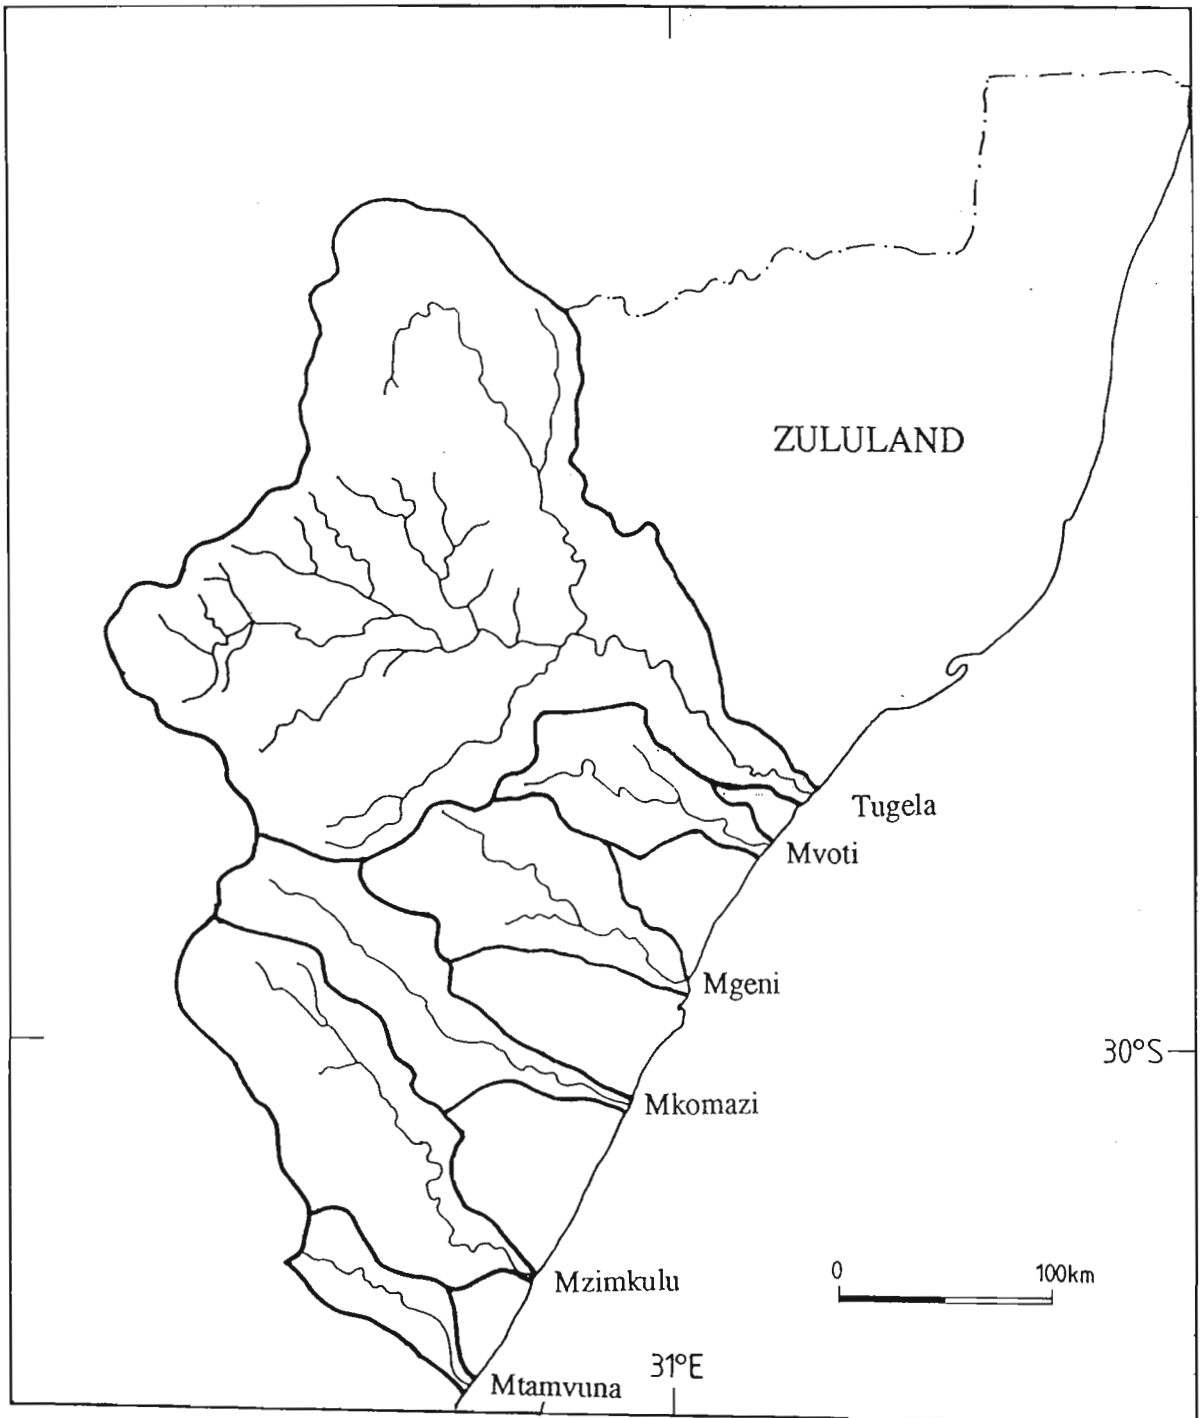 ZULULAND
Tugela
Mvoti
Mgeni
30°S
Mkomazi
0 100km
Mzimkulu
31°E
Mtamvuna